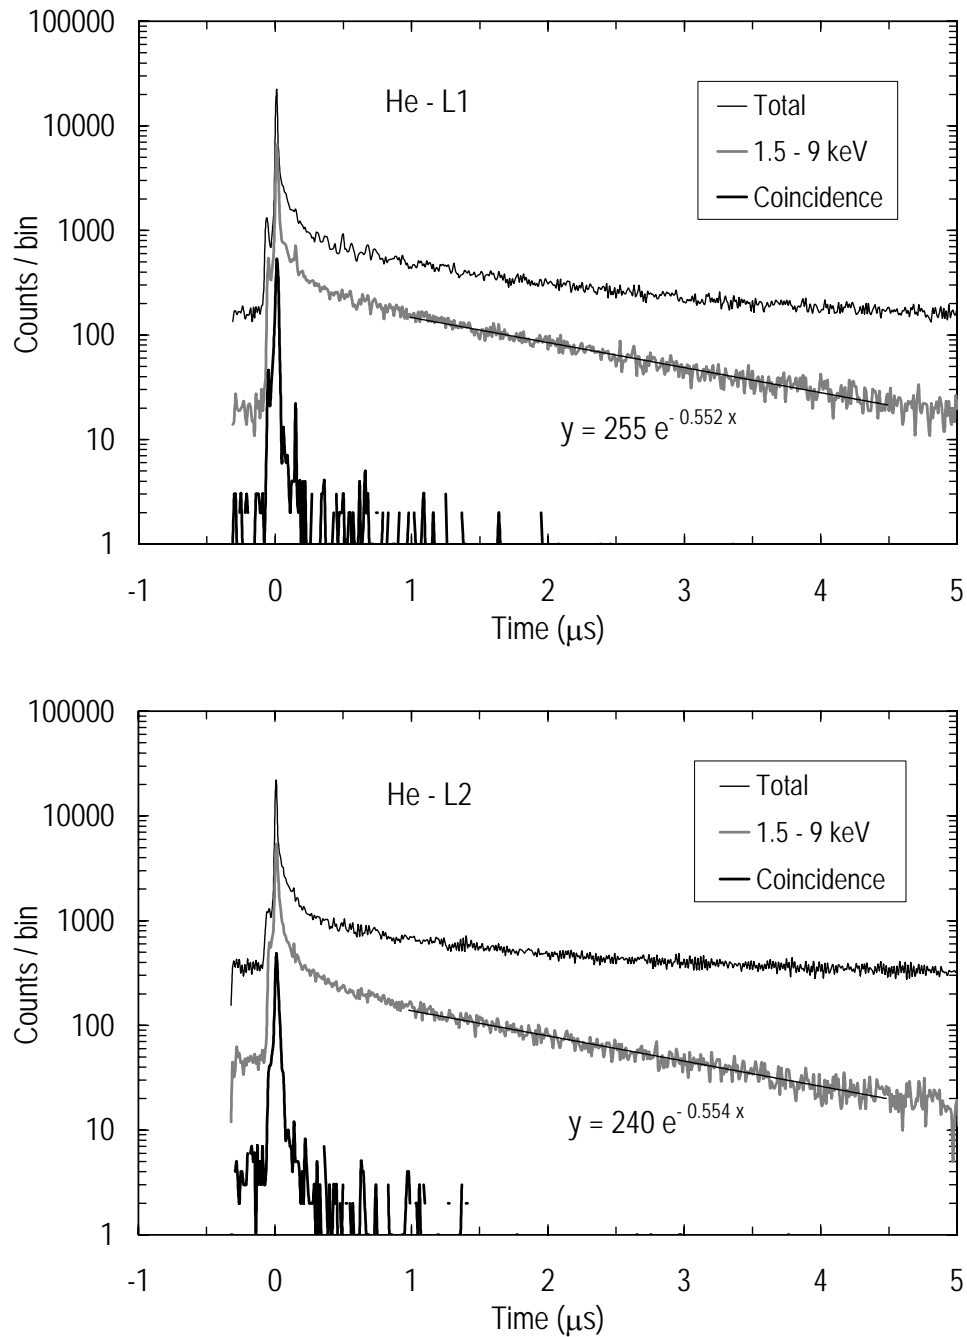 100000
10000
1000
100
10
1
Counts / bin
He - L1
Total
1.5 - 9 keV
Coincidence
y = 255 e^{- 0.552 x}
-1 0 1 2 3 4 5
Time (μs)
100000
10000
1000
100
10
1
Counts / bin
He - L2
Total
1.5 - 9 keV
Coincidence
y = 240 e^{- 0.554 x}
-1 0 1 2 3 4 5
Time (μs)